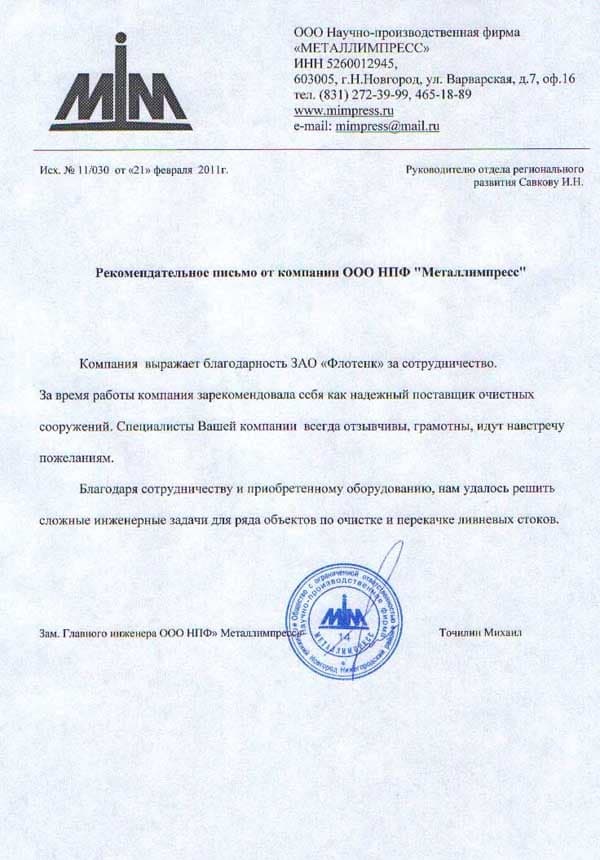 МИМ
ООО Научно-производственная фирма
«МЕТАЛЛИМПРЕСС»
ИНН 5260012945,
603005, г.Н.Новгород, ул. Варварская, д.7, оф.16
тел. (831) 272-39-99, 465-18-89
www.mimpress.ru
e-mail: mimpress@mail.ru
Исх. № 11/030 от «21» февраля 2011г.
Руководителю отдела регионального
развития Савкову И.Н.
Рекомендательное письмо от компании ООО НПФ "Металлимпресс"
Компания выражает благодарность ЗАО «Флотенк» за сотрудничество.
За время работы компания зарекомендовала себя как надежный поставщик очистных
сооружений. Специалисты Вашей компании всегда отзывчивы, грамотны, идут навстречу
пожеланиям.
Благодаря сотрудничеству и приобретенному оборудованию, нам удалось решить
сложные инженерные задачи для ряда объектов по очистке и перекачке ливневых стоков.
Зам. Главного инженера ООО НПФ» Металлимпресс»
Точилин Михаил
Общество с ограниченной ответственностью
Научно-производственная фирма
МИМ
14
МЕТАЛЛИМПРЕСС
Нижний Новгород Нижегородский район